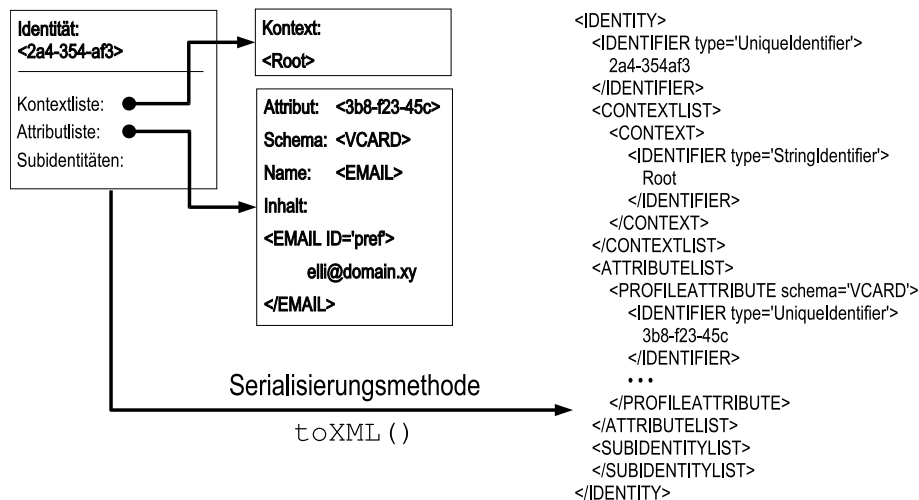 Identität:
<2a4-354-af3>
Kontextliste:
Attributliste:
Subidentitäten:
Kontext:
<Root>
Attribut: <3b8-f23-45c>
Schema: <VCARD>
Name: <EMAIL>
Inhalt:
<EMAIL ID='pref'>
elli@domain.xy
</EMAIL>
Serialisierungsmethode
toXML()
<IDENTITY>
<IDENTIFIER type='UniqueIdentifier'>
2a4-354af3
</IDENTIFIER>
<CONTEXTLIST>
<CONTEXT>
<IDENTIFIER type='StringIdentifier'>
Root
</IDENTIFIER>
</CONTEXT>
</CONTEXTLIST>
<ATTRIBUTELIST>
<PROFILEATTRIBUTE schema='VCARD'>
<IDENTIFIER type='UniqueIdentifier'>
3b8-f23-45c
</IDENTIFIER>
• • •
</PROFILEATTRIBUTE>
</ATTRIBUTELIST>
<SUBIDENTITYLIST>
</SUBIDENTITYLIST>
</IDENTITY>